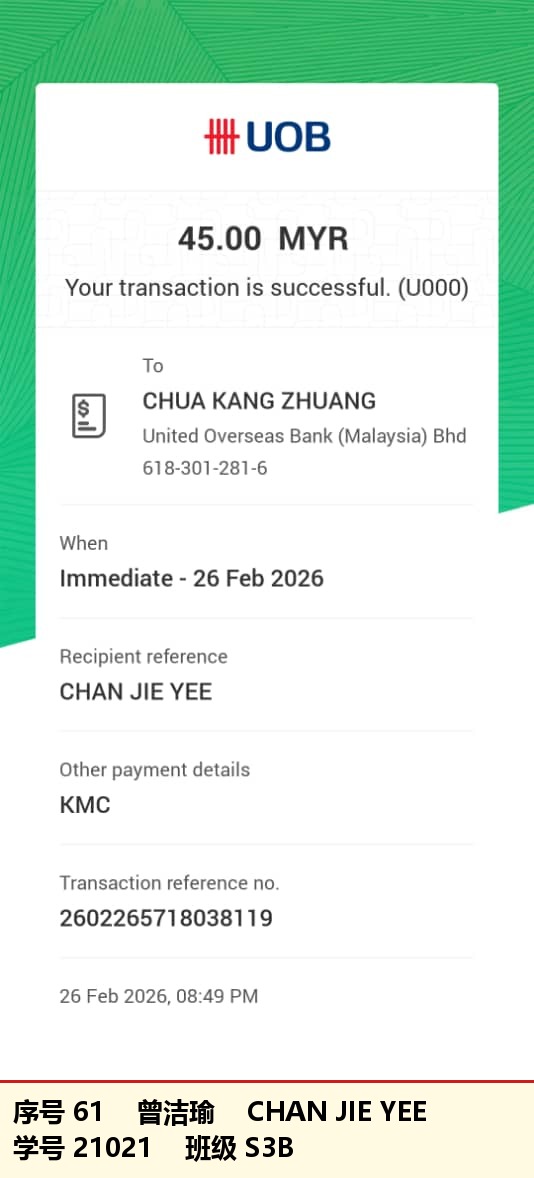 UOB
45.00 MYR
Your transaction is successful. (U000)
To
CHUA KANG ZHUANG
United Overseas Bank (Malaysia) Bhd
618-301-281-6
When
Immediate - 26 Feb 2026
Recipient reference
CHAN JIE YEE
Other payment details
KMC
Transaction reference no.
2602265718038119
26 Feb 2026, 08:49 PM
序号 61 曾洁瑜 CHAN JIE YEE
学号 21021 班级 S3B